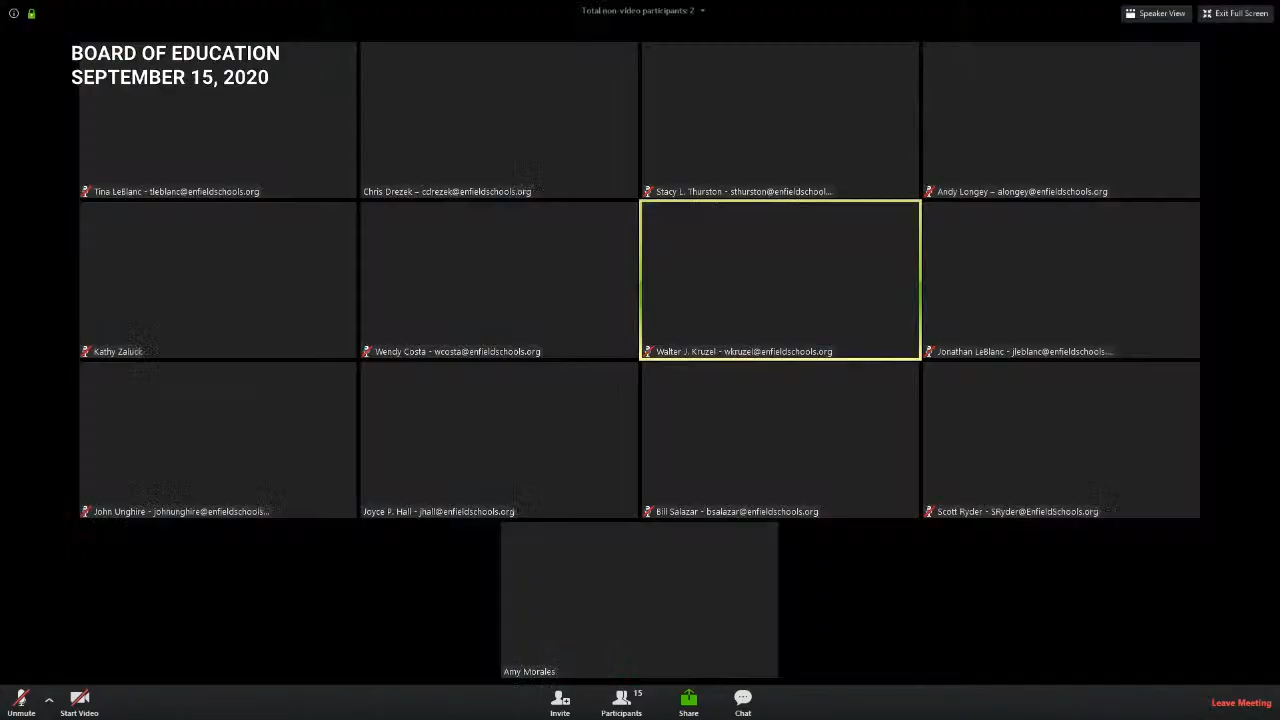 Total non-video participants: 2
Speaker View
Exit Full Screen
BOARD OF EDUCATION
SEPTEMBER 15, 2020
Tina LeBlanc - tleblanc@enfieldschools.org
Chris Drezek – cdrezek@enfieldschools.org
Stacy L. Thurston - sthurston@enfieldschool...
Andy Longey – alongey@enfieldschools.org
Kathy Zalucki
Wendy Costa - wcosta@enfieldschools.org
Walter J. Kruzel - wkruzel@enfieldschools.org
Jonathan LeBlanc - jleblanc@enfieldschools....
John Unghire - johnunghire@enfieldschools...
Joyce P. Hall - jhall@enfieldschools.org
Bill Salazar - bsalazar@enfieldschools.org
Scott Ryder - SRyder@EnfieldSchools.org
Amy Morales
Unmute
Start Video
Invite
Participants 15
Share
Chat
Leave Meeting